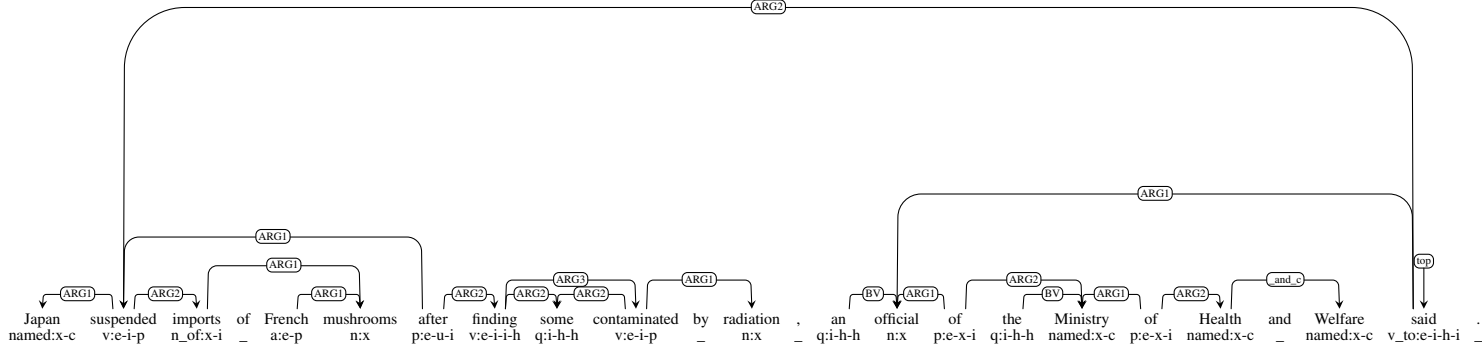 ARG2
ARG1
ARG1
ARG1
top
ARG3 ARG2 _and_c
ARG1 ARG2 ARG1 ARG2 ARG2 ARG2 ARG1 BV ARG1 BV ARG1 ARG2
Japan suspended imports of French mushrooms after finding some contaminated by radiation , an official of the Ministry of Health and Welfare said .
named:x-c v:e-i-p n_of:x-i _ a:e-p n:x p:e-u-i v:e-i-i-h q:i-h-h v:e-i-p _ n:x _ q:i-h-h n:x p:e-x-i q:i-h-h named:x-c p:e-x-i named:x-c _ named:x-c v_to:e-i-h-i _